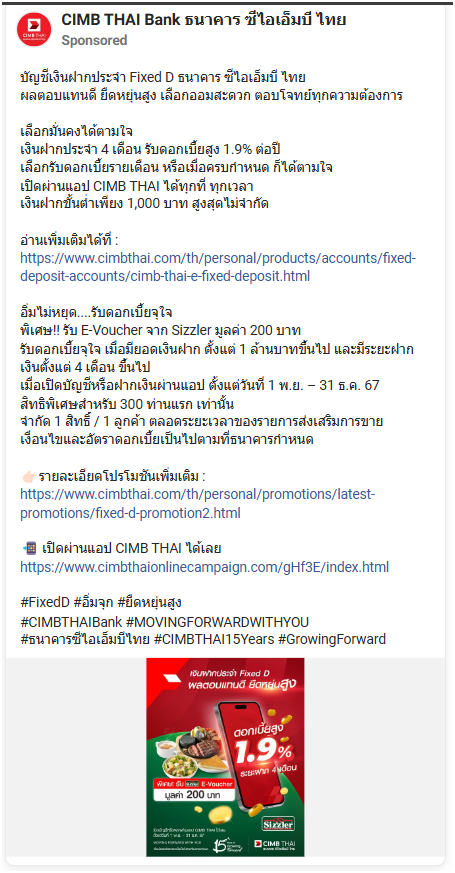 CIMB THAI Bank ธนาคาร ซีไอเอ็มบี ไทย
Sponsored
บัญชีเงินฝากประจำ Fixed D ธนาคาร ซีไอเอ็มบี ไทย
ผลตอบแทนดี ยืดหยุ่นสูง เลือกออมสะดวก ตอบโจทย์ทุกความต้องการ
เลือกมั่นคงได้ตามใจ
เงินฝากประจำ 4 เดือน รับดอกเบี้ยสูง 1.9% ต่อปี
เลือกรับดอกเบี้ยรายเดือน หรือเมื่อครบกำหนด ก็ได้ตามใจ
เปิดผ่านแอป CIMB THAI ได้ทุกที่ ทุกเวลา
เงินฝากขั้นต่ำเพียง 1,000 บาท สูงสุดไม่จำกัด
อ่านเพิ่มเติมได้ที่ :
https://www.cimbthai.com/th/personal/products/accounts/fixed-
deposit-accounts/cimb-thai-e-fixed-deposit.html
อิ่มไม่หยุด....รับดอกเบี้ยจุใจ
พิเศษ!! รับ E-Voucher จาก Sizzler มูลค่า 200 บาท
รับดอกเบี้ยจุใจ เมื่อมียอดเงินฝาก ตั้งแต่ 1 ล้านบาทขึ้นไป และมีระยะฝาก
เงินตั้งแต่ 4 เดือน ขึ้นไป
เมื่อเปิดบัญชีหรือฝากเงินผ่านแอป ตั้งแต่วันที่ 1 พ.ย. – 31 ธ.ค. 67
สิทธิพิเศษสำหรับ 300 ท่านแรก เท่านั้น
จำกัด 1 สิทธิ์ / 1 ลูกค้า ตลอดระยะเวลาของรายการส่งเสริมการขาย
เงื่อนไขและอัตราดอกเบี้ยเป็นไปตามที่ธนาคารกำหนด
👉🏻รายละเอียดโปรโมชันเพิ่มเติม :
https://www.cimbthai.com/th/personal/promotions/latest-
promotions/fixed-d-promotion2.html
📲 เปิดผ่านแอป CIMB THAI ได้เลย
https://www.cimbthaionlinecampaign.com/gHf3E/index.html
#FixedD #อิ่มจุก #ยืดหยุ่นสูง
#CIMBTHAIBank #MOVINGFORWARDWITHYOU
#ธนาคารซีไอเอ็มบีไทย #CIMBTHAI15Years #GrowingForward
เงินฝากประจำ Fixed D
ผลตอบแทนดี ยืดหยุ่นสูง
ดอกเบี้ยสูง
1.9%
ระยะฝาก 4 เดือน
พิเศษ! รับ Sizzler E-Voucher
มูลค่า 200 บาท
Sizzler
CIMB THAI